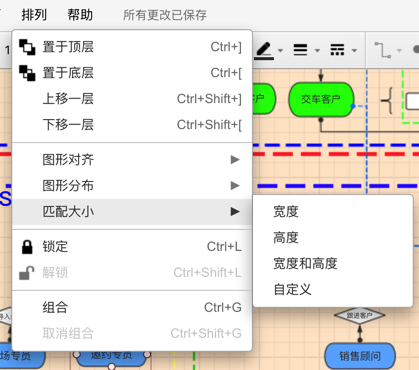 排列 帮助 所有更改已保存
置于顶层 Ctrl+]
置于底层 Ctrl+[
上移一层 Ctrl+Shift+]
下移一层 Ctrl+Shift+[
图形对齐
图形分布
匹配大小
宽度
高度
宽度和高度
自定义
锁定 Ctrl+L
解锁 Ctrl+Shift+L
组合 Ctrl+G
取消组合 Ctrl+Shift+G
客户
交车客户
跟进客户
场专员
邀约专员
销售顾问